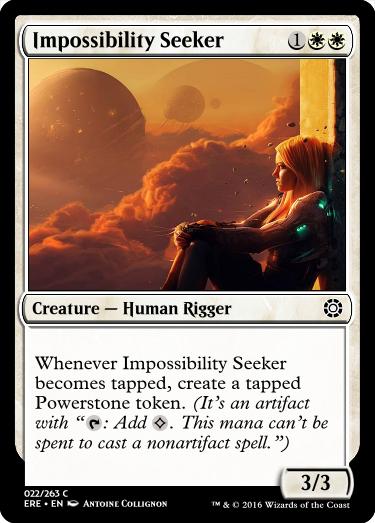 Impossibility Seeker 1
Creature — Human Rigger
Whenever Impossibility Seeker
becomes tapped, create a tapped
Powerstone token. (It's an artifact
with “: Add . This mana can't be
spent to cast a nonartifact spell.”)
3/3
022/263 C
ERE • EN Antoine Collignon
™ & © 2016 Wizards of the Coast